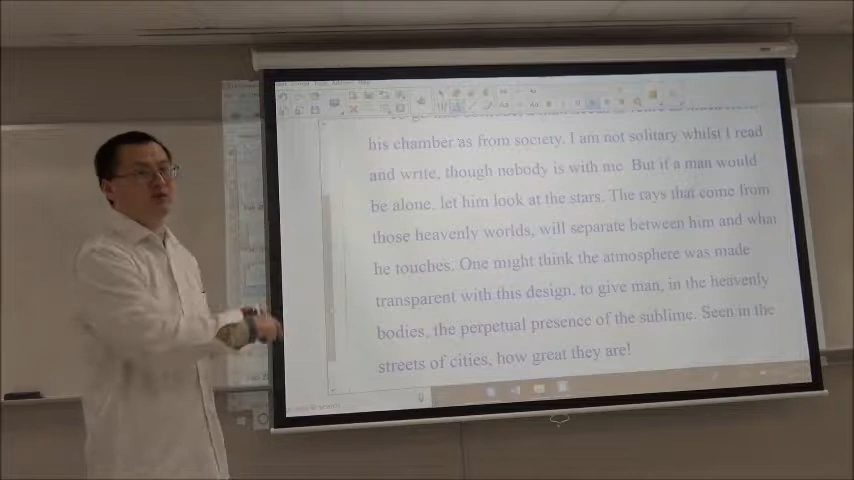 his chamber as from society. I am not solitary whilst I read
and write, though nobody is with me. But if a man would
be alone, let him look at the stars. The rays that come from
those heavenly worlds, will separate between him and what
he touches. One might think the atmosphere was made
transparent with this design, to give man, in the heavenly
bodies, the perpetual presence of the sublime. Seen in the
streets of cities, how great they are!